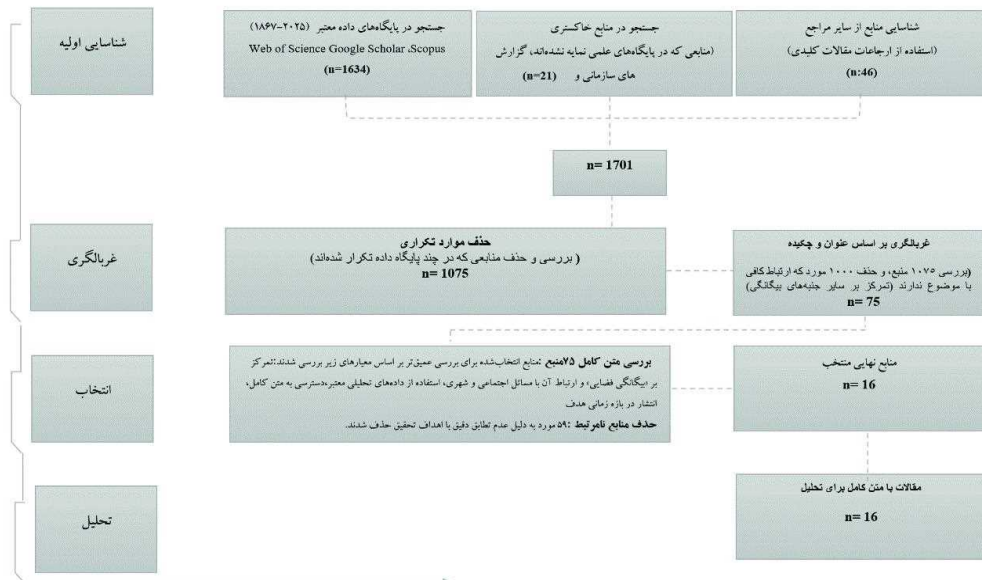 شناسایی اولیه
شناسایی منابع از سایر مراجع
(استفاده از ارجاعات مقالات کلیدی)
(n:46)
جستجو در منابع خاکستری
(منابعی که در پایگاه‌های علمی نمایه نشده‌اند، گزارش
های سازمانی و (n=21)
جستجو در پایگاه‌های داده معتبر (۱۸۶۷-۲۰۲۵)
Web of Science Google Scholar ،Scopus
(n=1634)
n= 1701
غربالگری
حذف موارد تکراری
( بررسی و حذف منابعی که در چند پایگاه داده تکرار شده‌اند)
n= 1075
غربالگری بر اساس عنوان و چکیده
(بررسی ۱۰۷۵ منبع، و حذف ۱۰۰۰ مورد که ارتباط کافی
با موضوع ندارند (تمرکز بر سایر جنبه‌های بیگانگی)
n= 75
انتخاب
بررسی متن کامل ۷۵منبع :منابع انتخاب‌شده برای بررسی عمیق‌تر بر اساس معیارهای زیر بررسی شدند:تمرکز
بر بیگانگی فضایی، و ارتباط آن با مسائل اجتماعی و شهری، استفاده از داده‌های تحلیلی معتبر،دسترسی به متن کامل،
انتشار در بازه زمانی هدف
حذف منابع نامرتبط :۵۹ مورد به دلیل عدم تطابق دقیق با اهداف تحقیق حذف شدند.
منابع نهایی منتخب
n= 16
تحلیل
مقالات با متن کامل برای تحلیل
n= 16